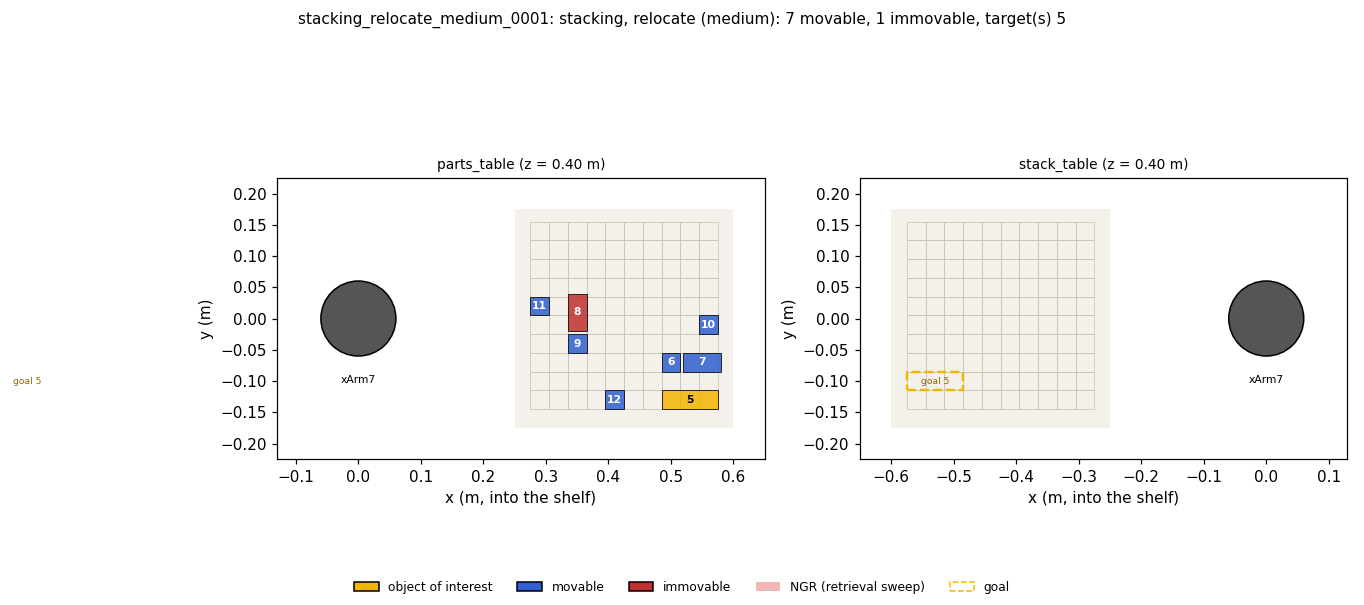 stacking_relocate_medium_0001: stacking, relocate (medium): 7 movable, 1 immovable, target(s) 5
parts_table (z = 0.40 m)
0.20
0.15
0.10
0.05
0.00
−0.05
−0.10
−0.15
−0.20
y (m)
−0.1
0.0
0.1
0.2
0.3
0.4
0.5
0.6
x (m, into the shelf)
xArm7
11
8
9
10
6
7
12
5
goal 5
stack_table (z = 0.40 m)
0.20
0.15
0.10
0.05
0.00
−0.05
−0.10
−0.15
−0.20
y (m)
−0.6
−0.5
−0.4
−0.3
−0.2
−0.1
0.0
0.1
x (m, into the shelf)
goal 5
xArm7
object of interest
movable
immovable
NGR (retrieval sweep)
goal